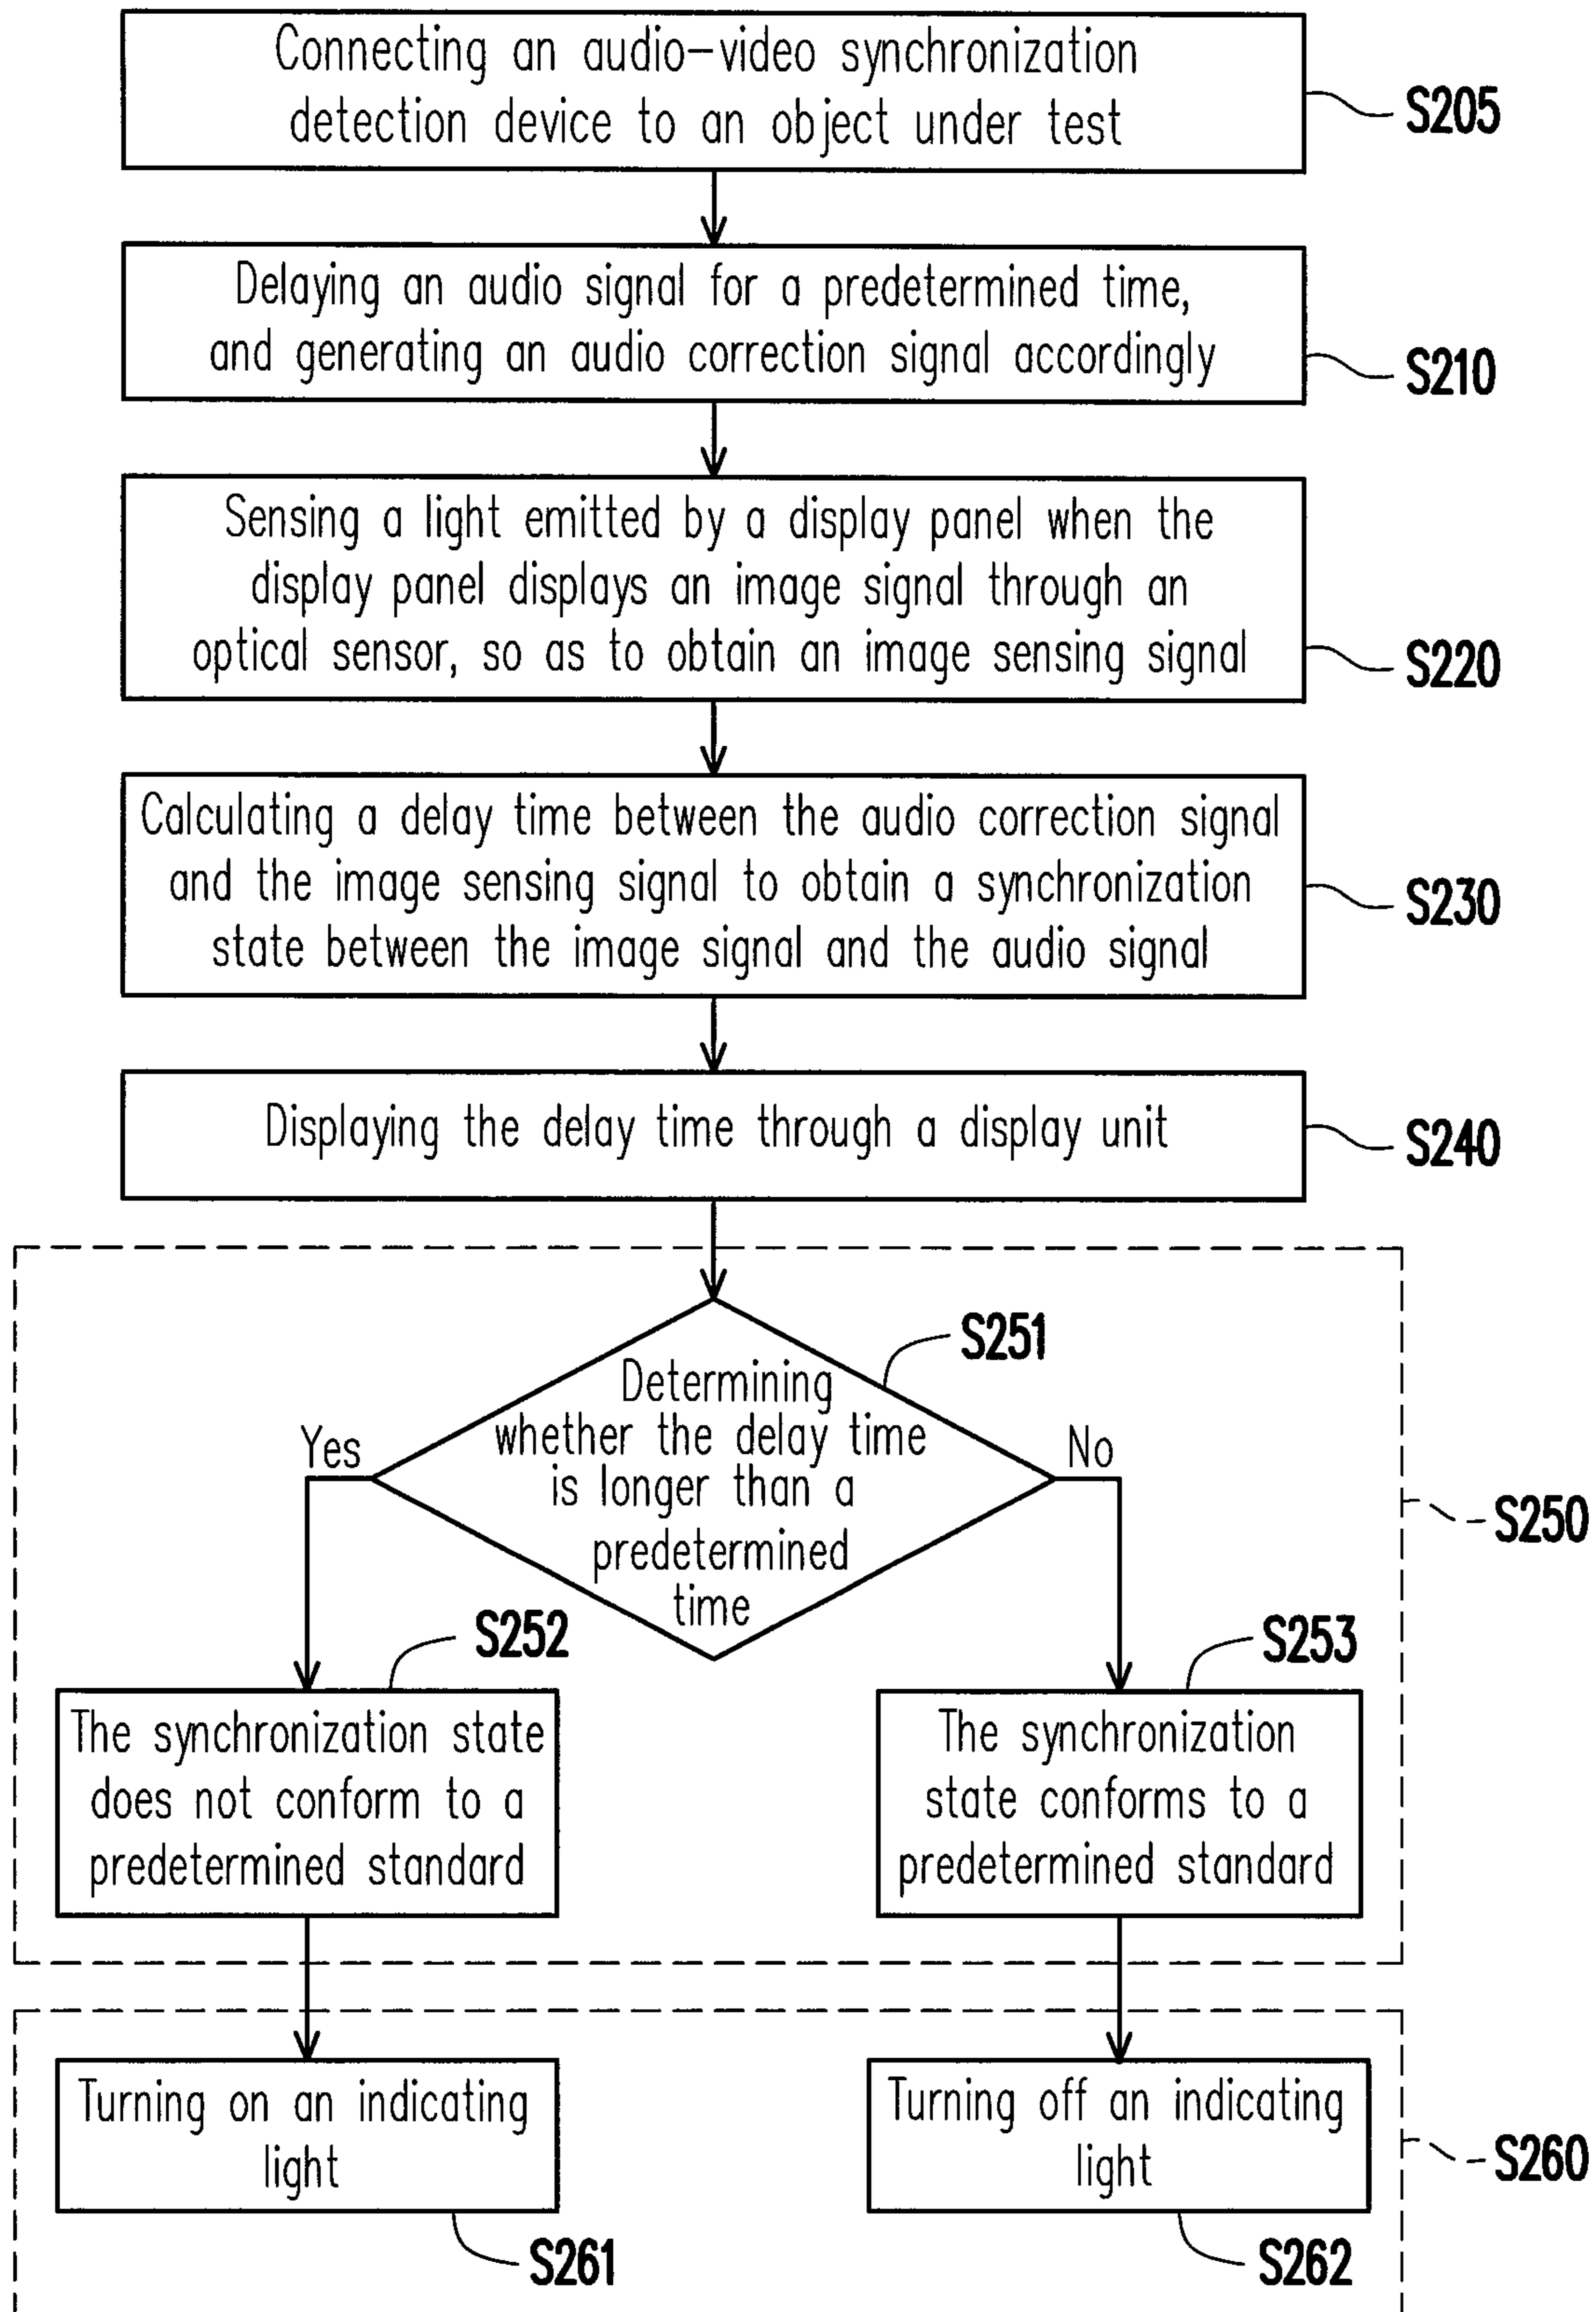 Connecting an audio-video synchronization
detection device to an object under test
S205
Delaying an audio signal for a predetermined time,
and generating an audio correction signal accordingly
S210
Sensing a light emitted by a display panel when the
display panel displays an image signal through an
optical sensor, so as to obtain an image sensing signal
S220
Calculating a delay time between the audio correction signal
and the image sensing signal to obtain a synchronization
state between the image signal and the audio signal
S230
Displaying the delay time through a display unit
S240
S251
Determining
whether the delay time
is longer than a
predetermined
time
Yes
No
S250
S252
The synchronization state
does not conform to a
predetermined standard
S253
The synchronization
state conforms to a
predetermined standard
Turning on an indicating
light
S261
Turning off an indicating
light
S262
S260